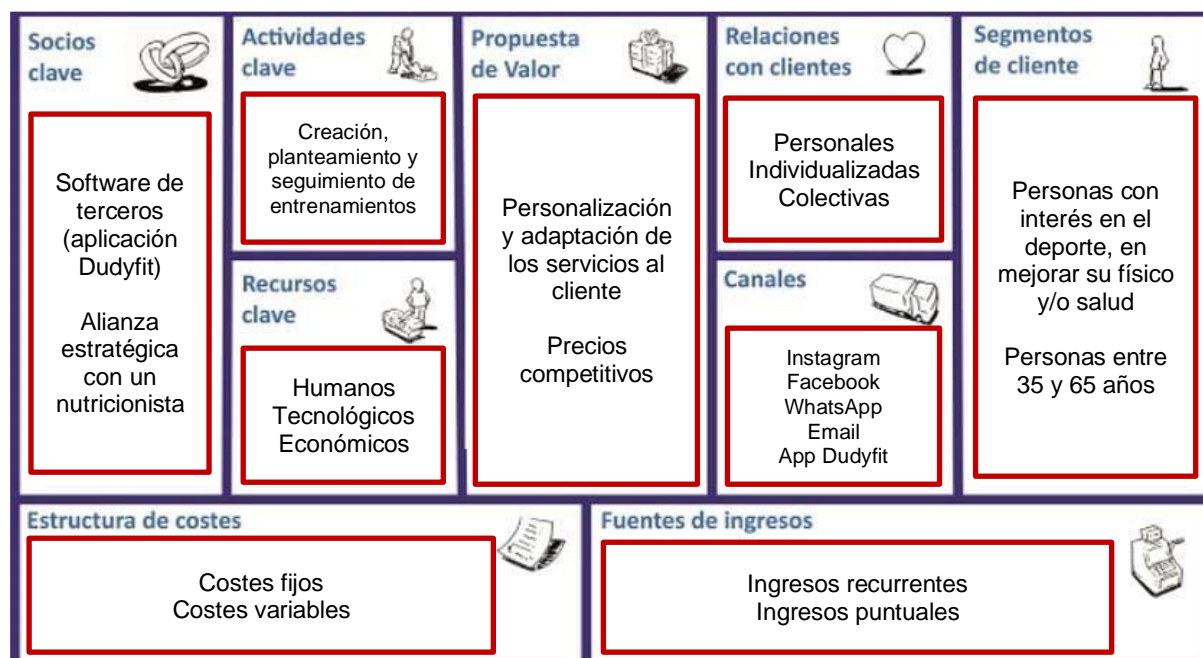 Socios
clave
Software de
terceros
(aplicación
Dudyfit)
Alianza
estratégica
con un
nutricionista
Actividades
clave
Creación,
planteamiento y
seguimiento de
entrenamientos
Recursos
clave
Humanos
Tecnológicos
Económicos
Propuesta
de Valor
Personalización
y adaptación de
los servicios al
cliente
Precios
competitivos
Relaciones
con clientes
Personales
Individualizadas
Colectivas
Canales
Instagram
Facebook
WhatsApp
Email
App Dudyfit
Segmentos
de cliente
Personas con
interés en el
deporte, en
mejorar su físico
y/o salud
Personas entre
35 y 65 años
Estructura de costes
Costes fijos
Costes variables
Fuentes de ingresos
Ingresos recurrentes
Ingresos puntuales